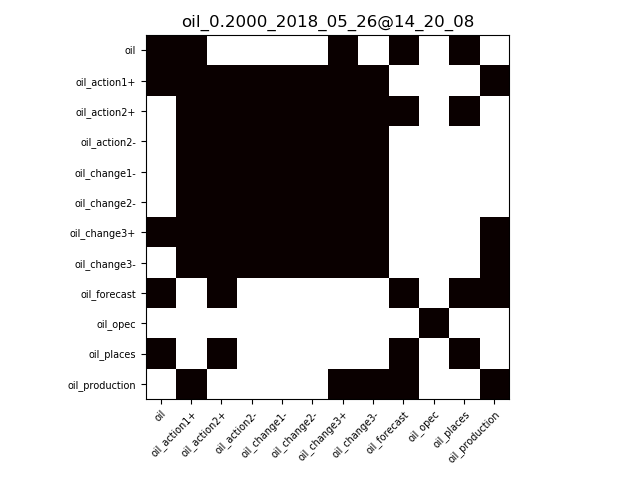 oil_0.2000_2018_05_26@14_20_08
oil
oil_action1+
oil_action2+
oil_action2-
oil_change1-
oil_change2-
oil_change3+
oil_change3-
oil_forecast
oil_opec
oil_places
oil_production
oil
oil_action1+
oil_action2+
oil_action2-
oil_change1-
oil_change2-
oil_change3+
oil_change3-
oil_forecast
oil_opec
oil_places
oil_production